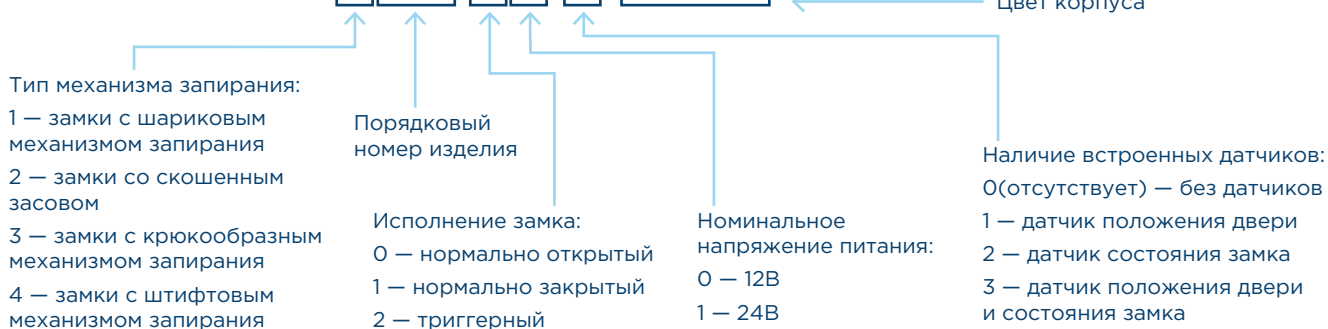 Цвет корпуса
Тип механизма запирания:
1 — замки с шариковым
механизмом запирания
2 — замки со скошенным
засовом
3 — замки с крюкообразным
механизмом запирания
4 — замки с штифтовым
механизмом запирания
Порядковый
номер изделия
Исполнение замка:
0 — нормально открытый
1 — нормально закрытый
2 — триггерный
Номинальное
напряжение питания:
0 — 12В
1 — 24В
Наличие встроенных датчиков:
0(отсутствует) — без датчиков
1 — датчик положения двери
2 — датчик состояния замка
3 — датчик положения двери
и состояния замка